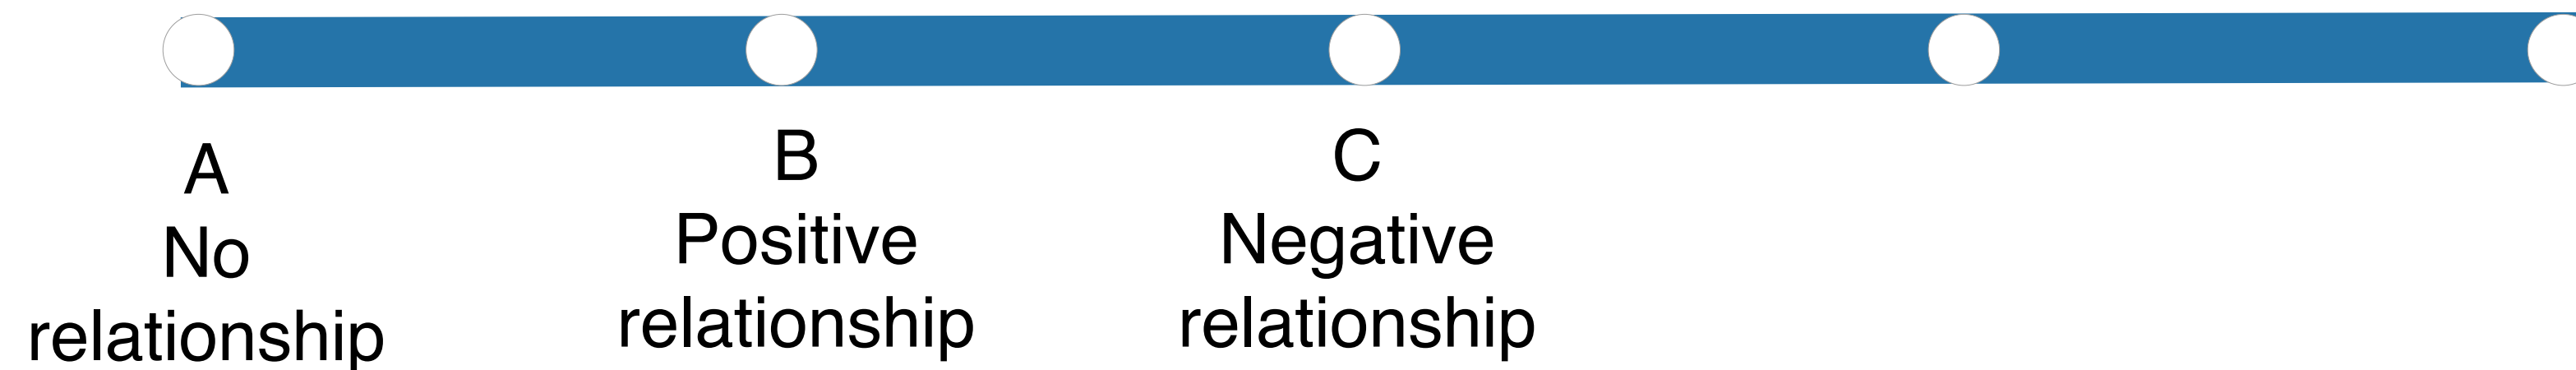 A
No
relationship
B
Positive
relationship
C
Negative
relationship